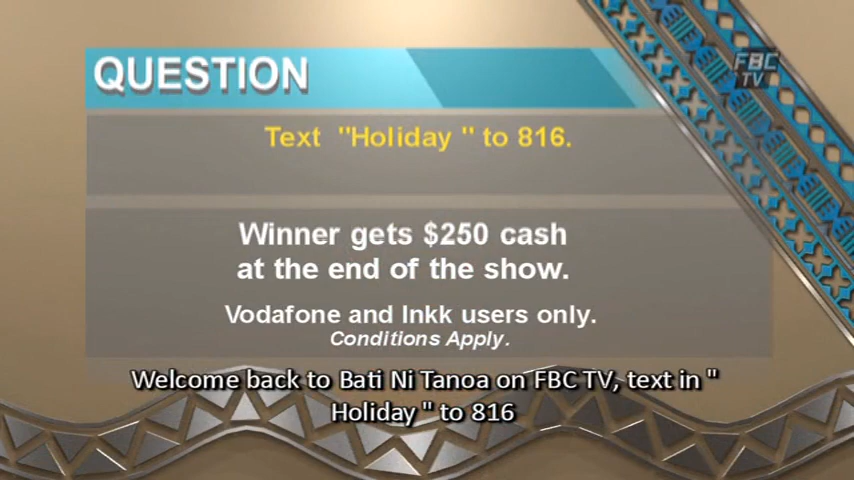 QUESTION
FBC
TV
Text "Holiday " to 816.
Winner gets $250 cash
at the end of the show.
Vodafone and Inkk users only.
Conditions Apply.
Welcome back to Bati Ni Tanoa on FBC TV, text in "
Holiday " to 816